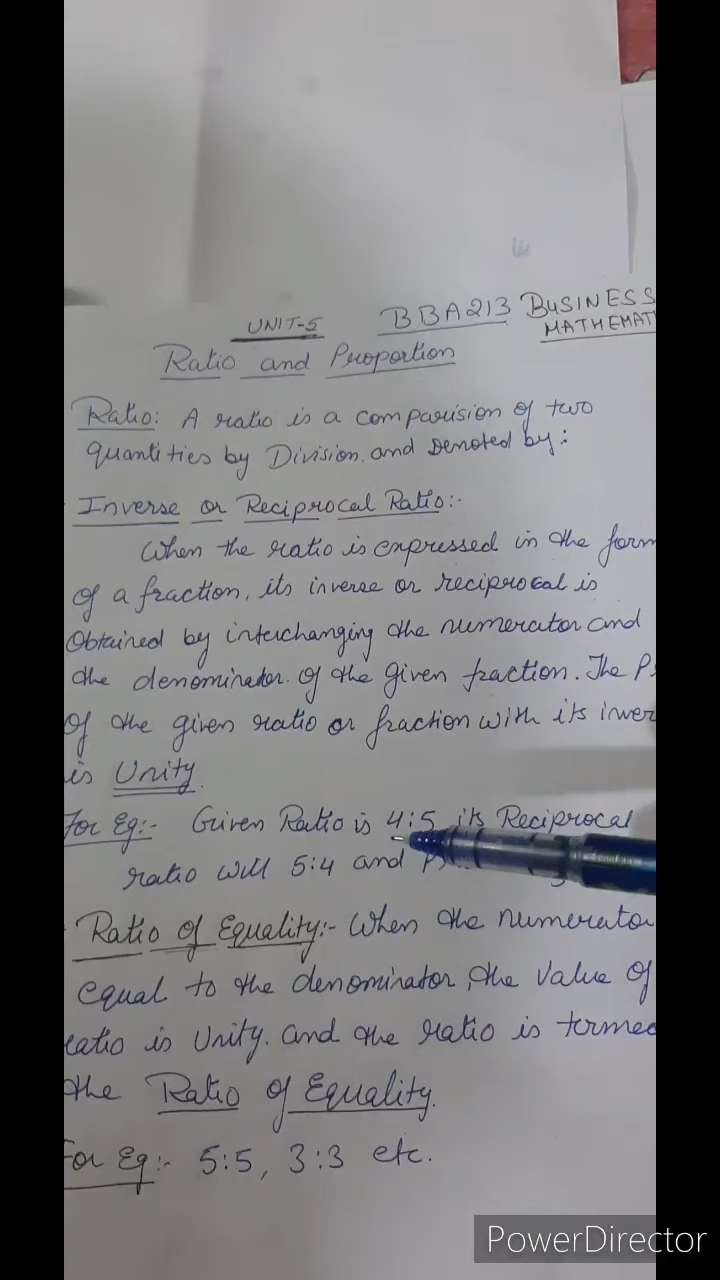 UNIT-5 BBA213 BUSINESS
MATHEMAT
Ratio and Proportion
Ratio: A ratio is a comparision of two
quantities by Division. and Denoted by :
Inverse or Reciprocal Ratio:-
When the ratio is expressed in the form
of a fraction, its inverse or reciprocal is
Obtained by interchanging the numerator and
the denominator. Of the given fraction. The P
Of the given ratio or fraction with its inver
is Unity
For Eg:- Given Ratio is 4:5 its Reciprocal
ratio will 5:4 and
Ratio of Equality:- When the numerato
equal to the denominator, the value of
ratio is Unity. and the ratio is termed
the Ratio of Equality.
For Eg:- 5:5, 3:3 etc.
PowerDirector